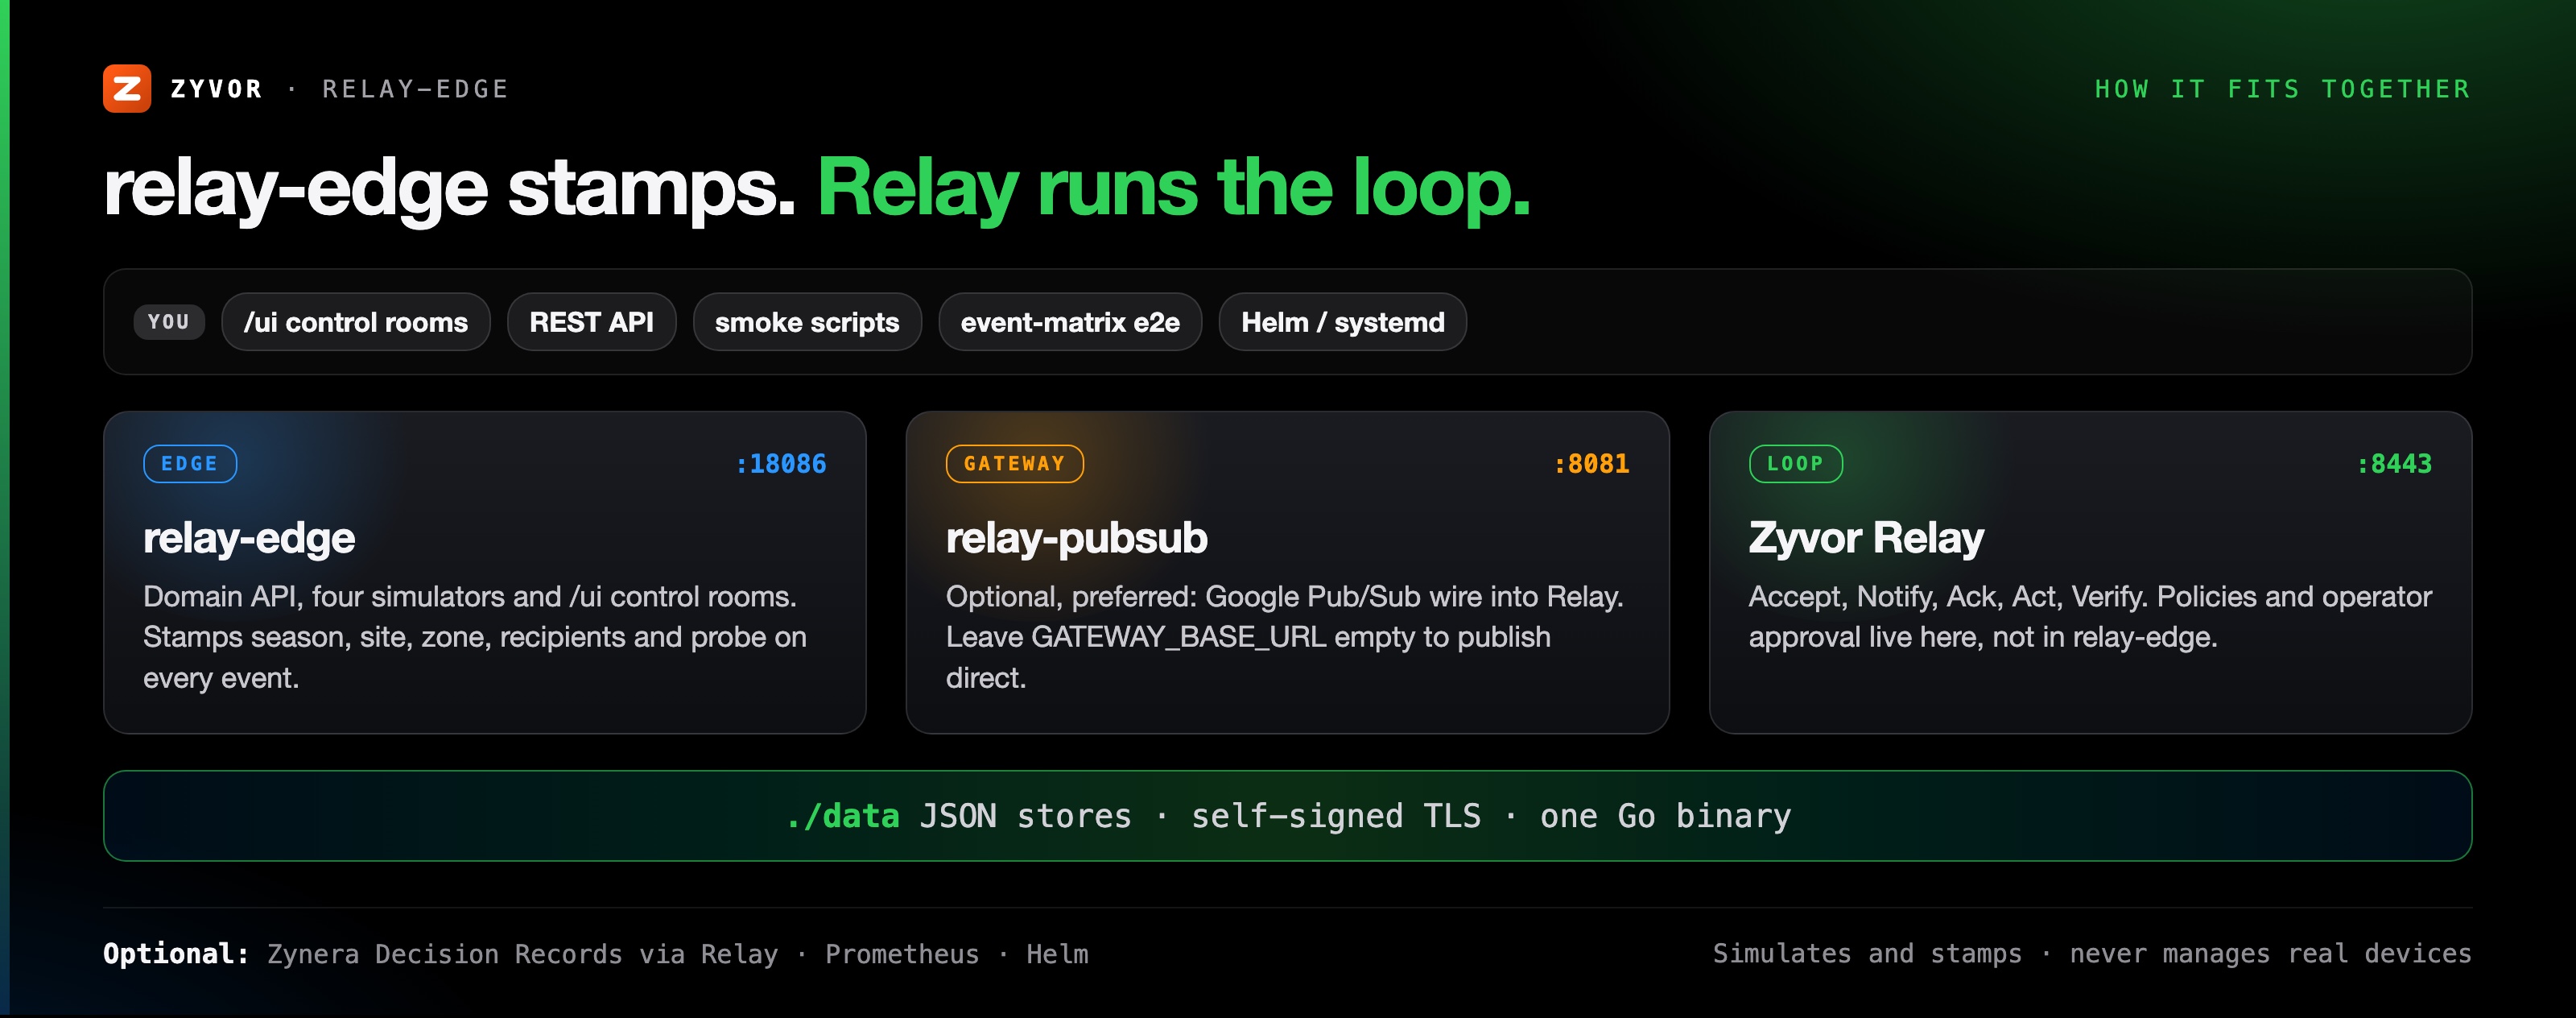 Z ZYVOR · RELAY-EDGE
HOW IT FITS TOGETHER
relay-edge stamps. Relay runs the loop.
YOU /ui control rooms REST API smoke scripts event-matrix e2e Helm / systemd
EDGE :18086
relay-edge
Domain API, four simulators and /ui control rooms.
Stamps season, site, zone, recipients and probe on
every event.
GATEWAY :8081
relay-pubsub
Optional, preferred: Google Pub/Sub wire into Relay.
Leave GATEWAY_BASE_URL empty to publish
direct.
LOOP :8443
Zyvor Relay
Accept, Notify, Ack, Act, Verify. Policies and operator
approval live here, not in relay-edge.
./data JSON stores · self-signed TLS · one Go binary
Optional: Zynera Decision Records via Relay · Prometheus · Helm
Simulates and stamps · never manages real devices